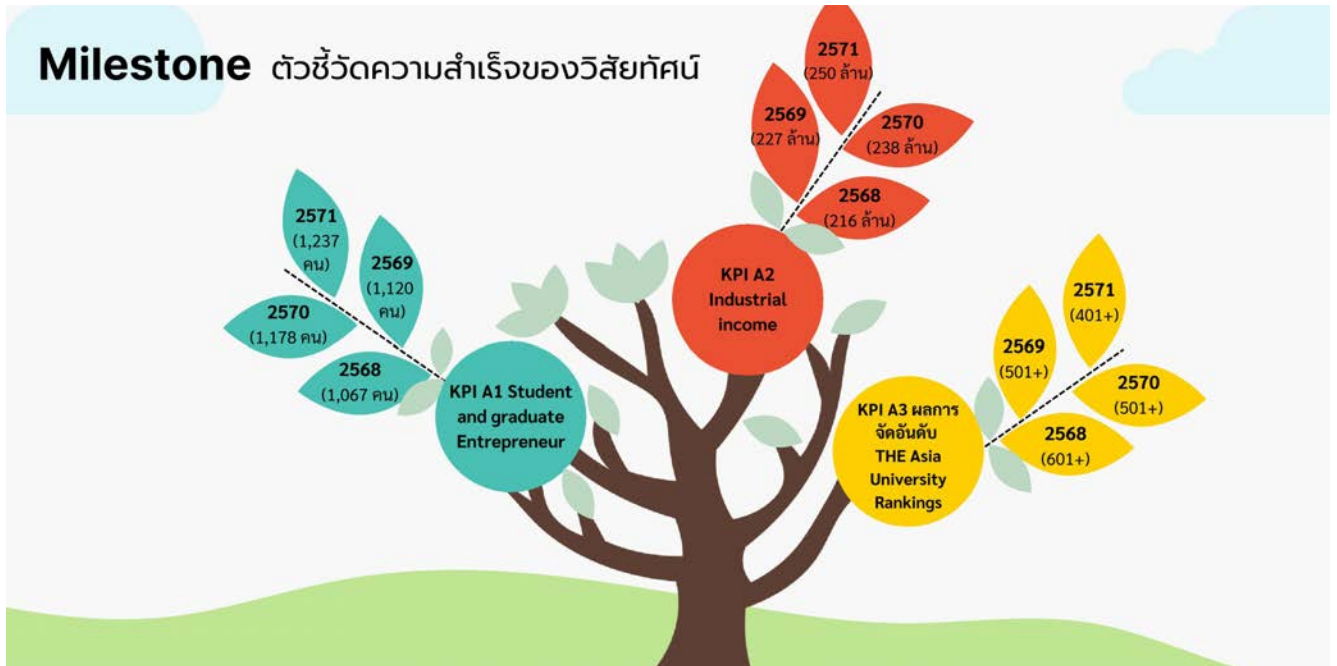 Milestone ตัวชี้วัดความสำเร็จของวิสัยทัศน์
2571
(1,237
คน)
2569
(1,120
คน)
2570
(1,178 คน)
2568
(1,067 คน)
KPI A1 Student
and graduate
Entrepreneur
2571
(250 ล้าน)
2569
(227 ล้าน)
2570
(238 ล้าน)
2568
(216 ล้าน)
KPI A2
Industrial
income
2571
(401+)
2569
(501+)
2570
(501+)
2568
(601+)
KPI A3 ผลการ
จัดอันดับ
THE Asia
University
Rankings